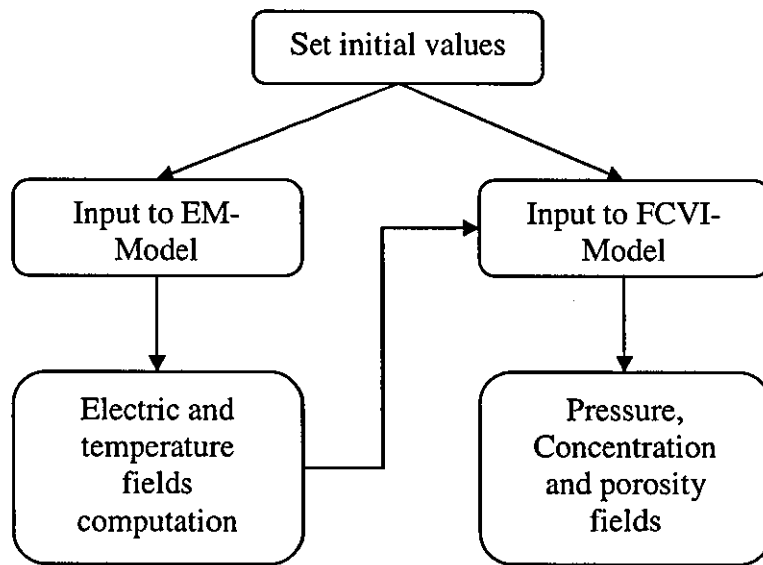 Set initial values
Input to EM-
Model
Input to FCVI-
Model
Electric and
temperature
fields
computation
Pressure,
Concentration
and porosity
fields